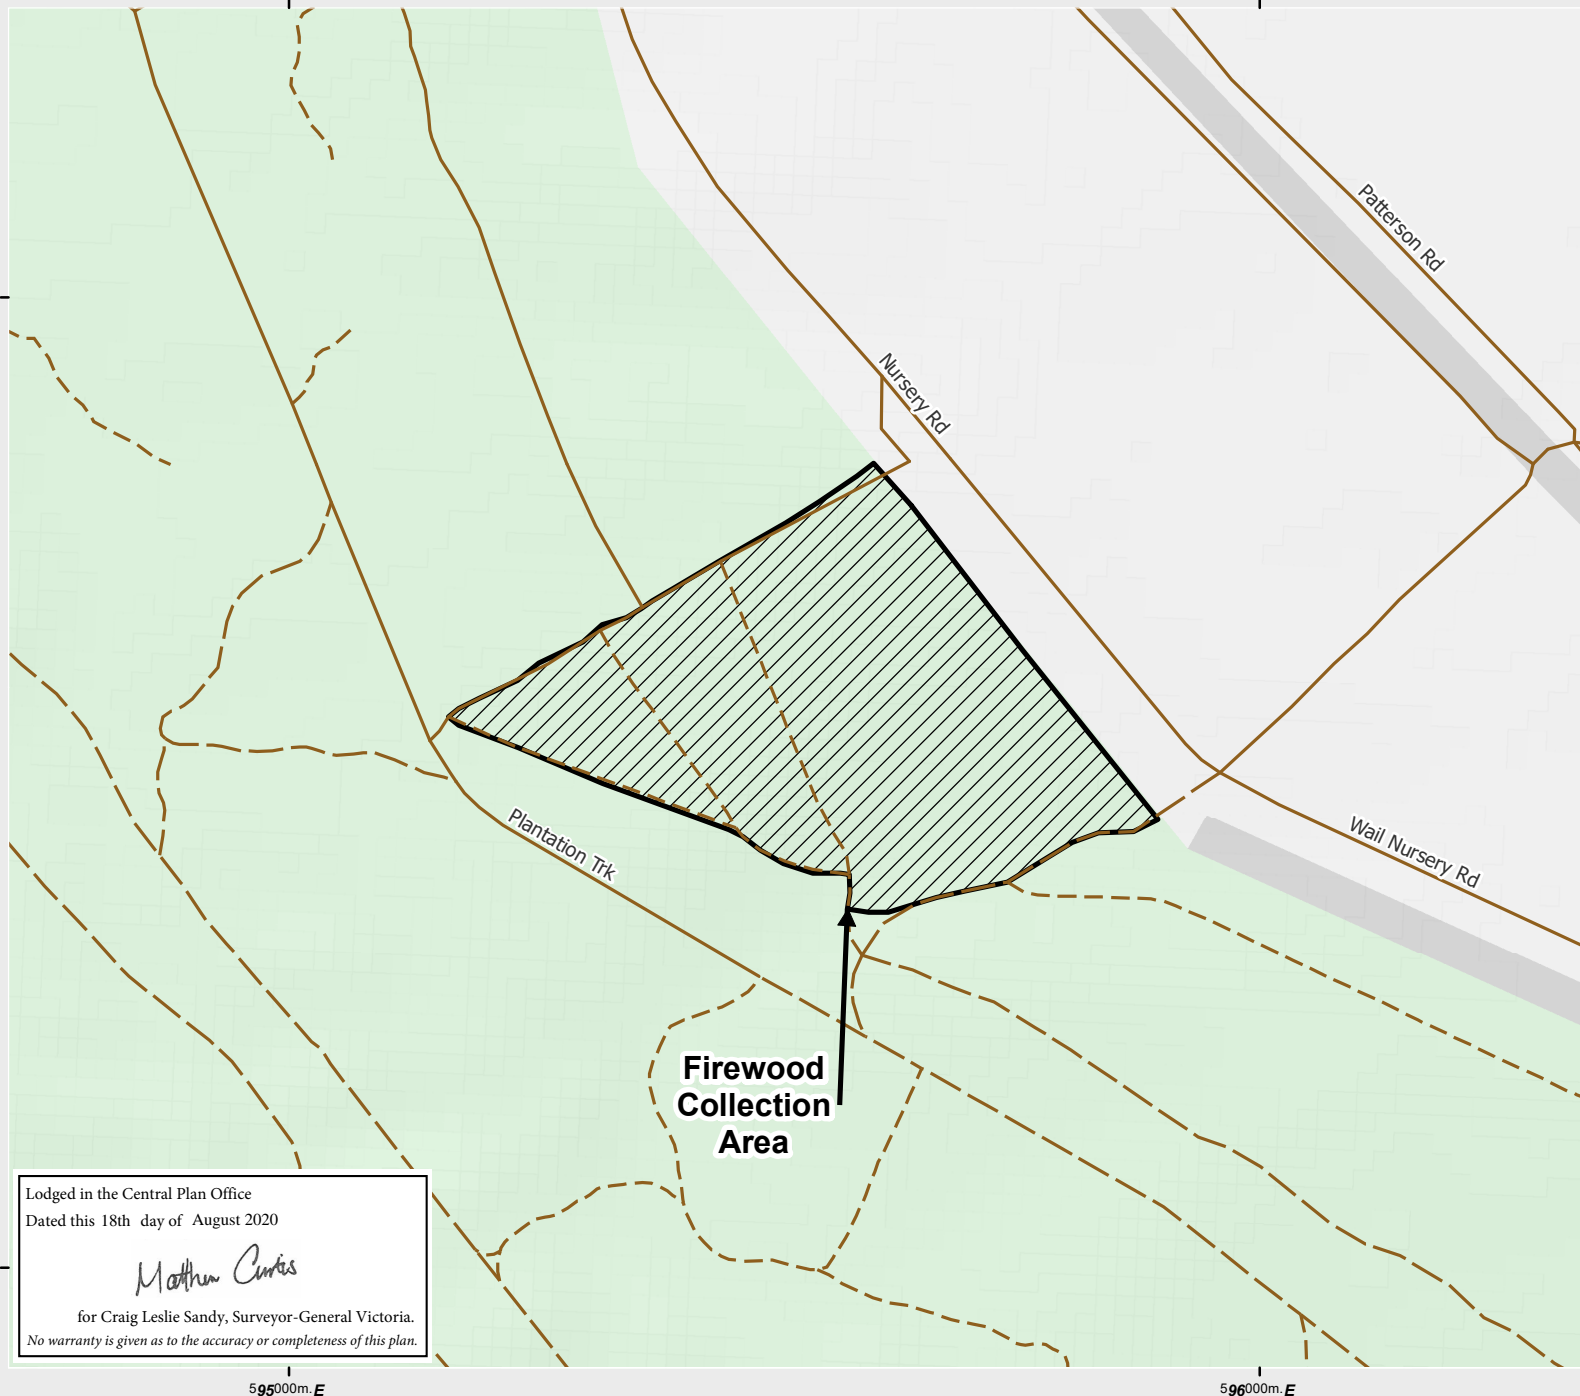 Patterson Rd
Nursery Rd
Plantation Trk
Wail Nursery Rd
Firewood
Collection
Area
Lodged in the Central Plan Office
Dated this 18th day of August 2020
Matthew Curtis
for Craig Leslie Sandy, Surveyor-General Victoria.
No warranty is given as to the accuracy or completeness of this plan.
595000m. E
596000m. E